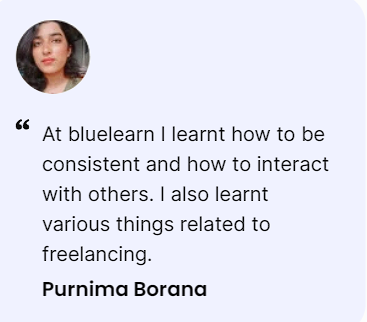 “ At bluelearn I learnt how to be
consistent and how to interact
with others. I also learnt
various things related to
freelancing.
Purnima Borana